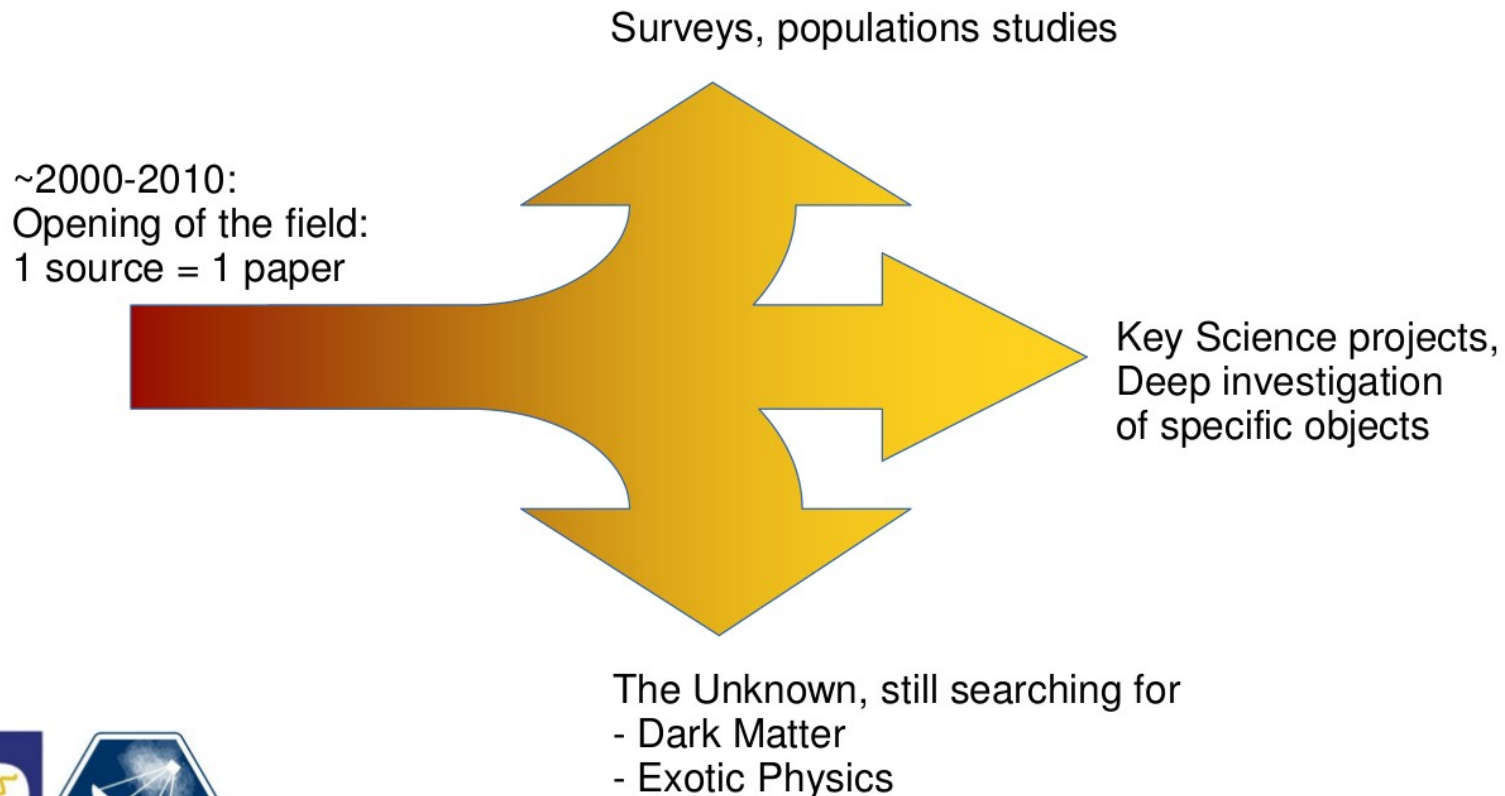 Surveys, populations studies
~2000-2010:
Opening of the field:
1 source = 1 paper
Key Science projects,
Deep investigation
of specific objects
The Unknown, still searching for
- Dark Matter
- Exotic Physics